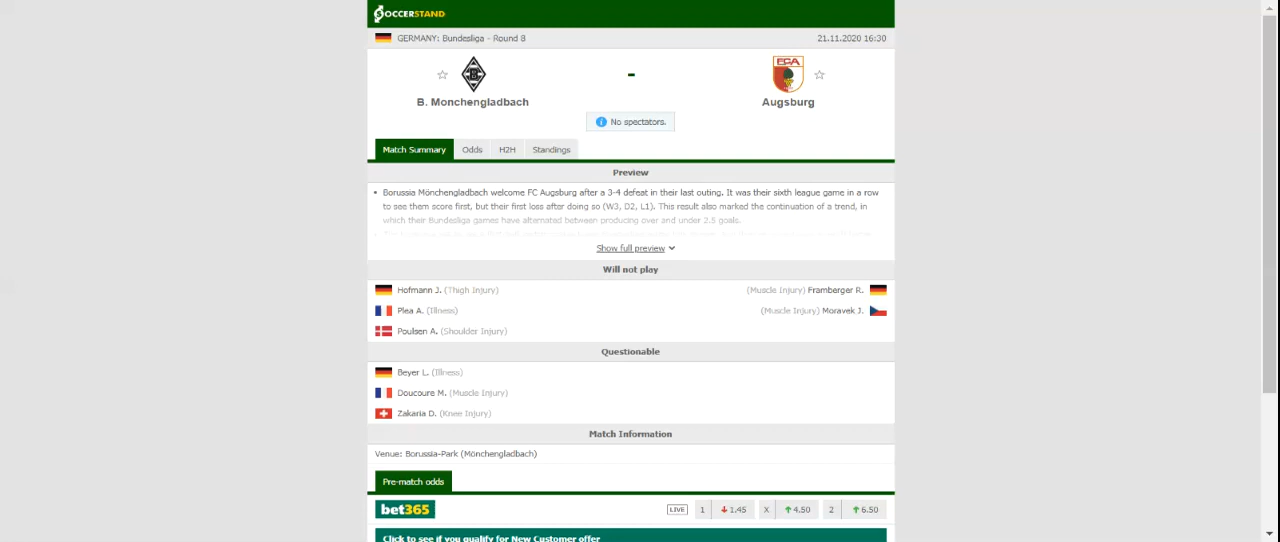 SOCCERSTAND
GERMANY: Bundesliga - Round 8 21.11.2020 16:30
-
B. Monchengladbach Augsburg
No spectators.
Match Summary Odds H2H Standings
Preview
Borussia Mönchengladbach welcome FC Augsburg after a 3-4 defeat in their last outing. It was their sixth league game in a row
to see them score first, but their first loss after doing so (W3, D2, L1). This result also marked the continuation of a trend, in
which their Bundesliga games have alternated between producing over and under 2.5 goals.
Show full preview
Will not play
Hofmann J. (Thigh Injury) (Muscle Injury) Framberger R.
Plea A. (Illness) (Muscle Injury) Moravek J.
Poulsen A. (Shoulder Injury)
Questionable
Beyer L. (Illness)
Doucoure M. (Muscle Injury)
Zakaria D. (Knee Injury)
Match Information
Venue: Borussia-Park (Mönchengladbach)
Pre-match odds
bet365 LIVE 1 1.45 X 4.50 2 6.50
Click to see if you qualify for New Customer offer